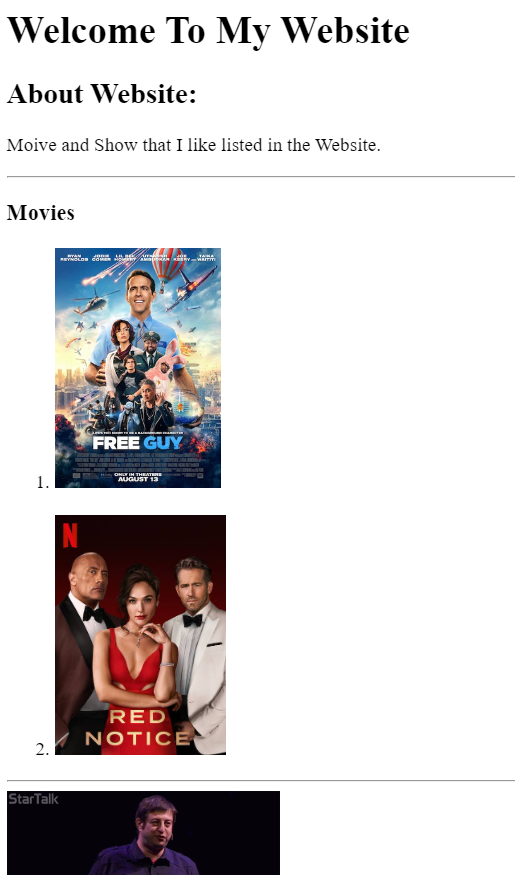 Welcome To My Website
About Website:
Moive and Show that I like listed in the Website.
Movies
RYAN REYNOLDS JODIE COMER LIL REL HOWERY UTKARSH AMBUDKAR JOE KEERY AND TAIKA WAITITI
FREE GUY
ONLY IN THEATERS
AUGUST 13
1.
N
RED
NOTICE
2.
StarTalk